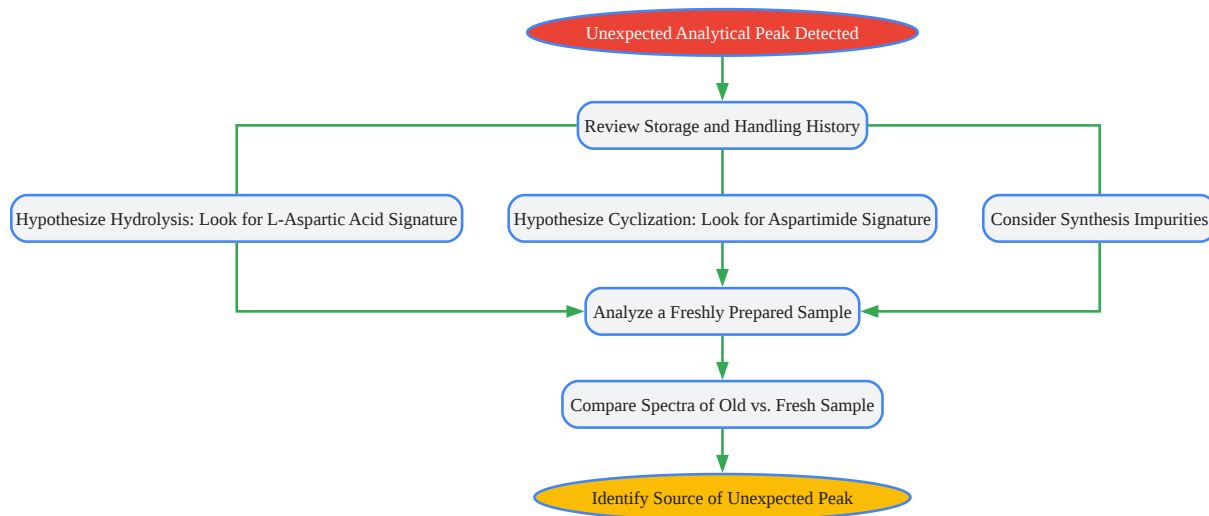 Unexpected Analytical Peak Detected
Review Storage and Handling History
Hypothesize Hydrolysis: Look for L-Aspartic Acid Signature
Hypothesize Cyclization: Look for Aspartimide Signature
Consider Synthesis Impurities
Analyze a Freshly Prepared Sample
Compare Spectra of Old vs. Fresh Sample
Identify Source of Unexpected Peak